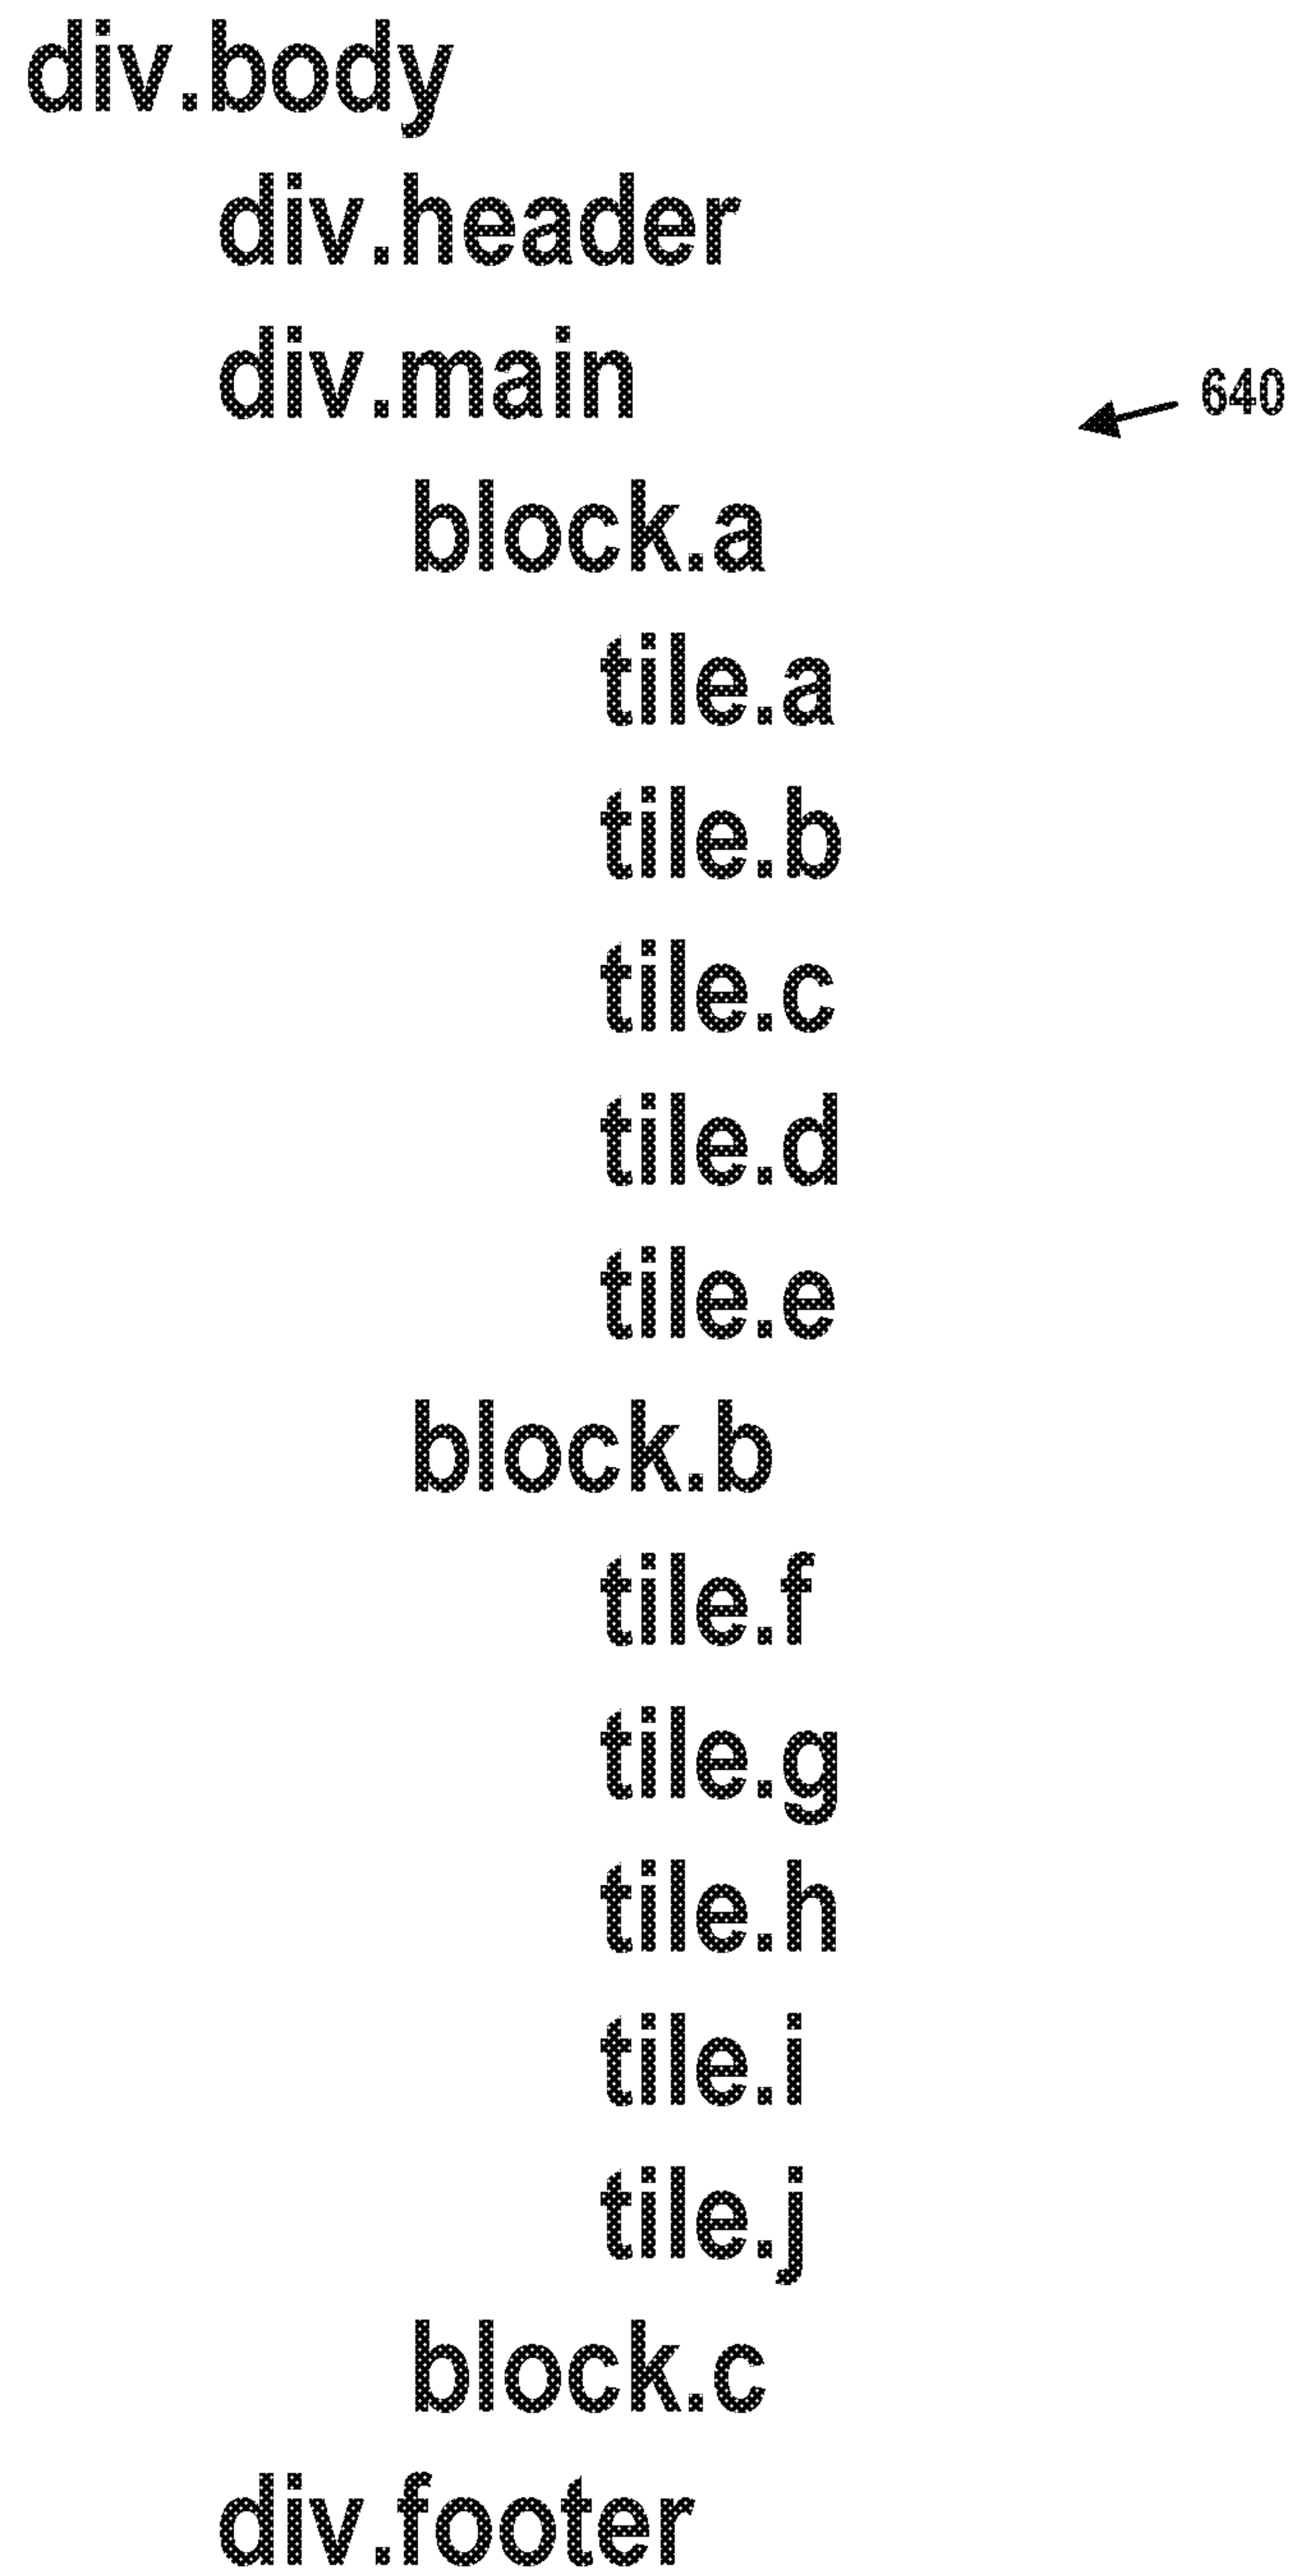 div.body
div.header
div.main
640
block.a
tile.a
tile.b
tile.c
tile.d
tile.e
block.b
tile.f
tile.g
tile.h
tile.i
tile.j
block.c
div.footer